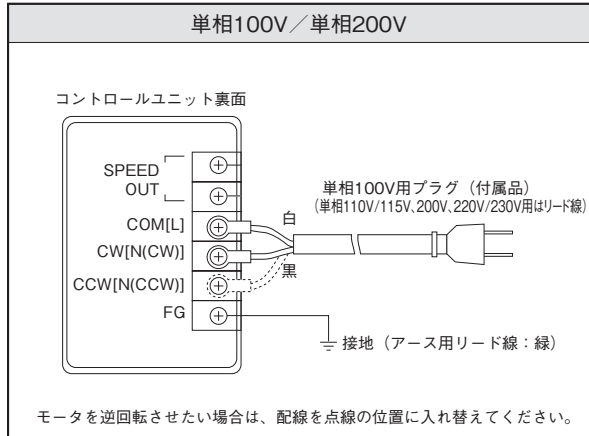 単相100V／単相200V
コントロールユニット裏面
SPEED
OUT
COM[L]
CW[N(CW)]
CCW[N(CCW)]
FG
白
黒
単相100V用プラグ（付属品）
（単相110V/115V、200V、220V/230V用はリード線）
接地（アース用リード線：緑）
モータを逆回転させたい場合は、配線を点線の位置に入れ替えてください。